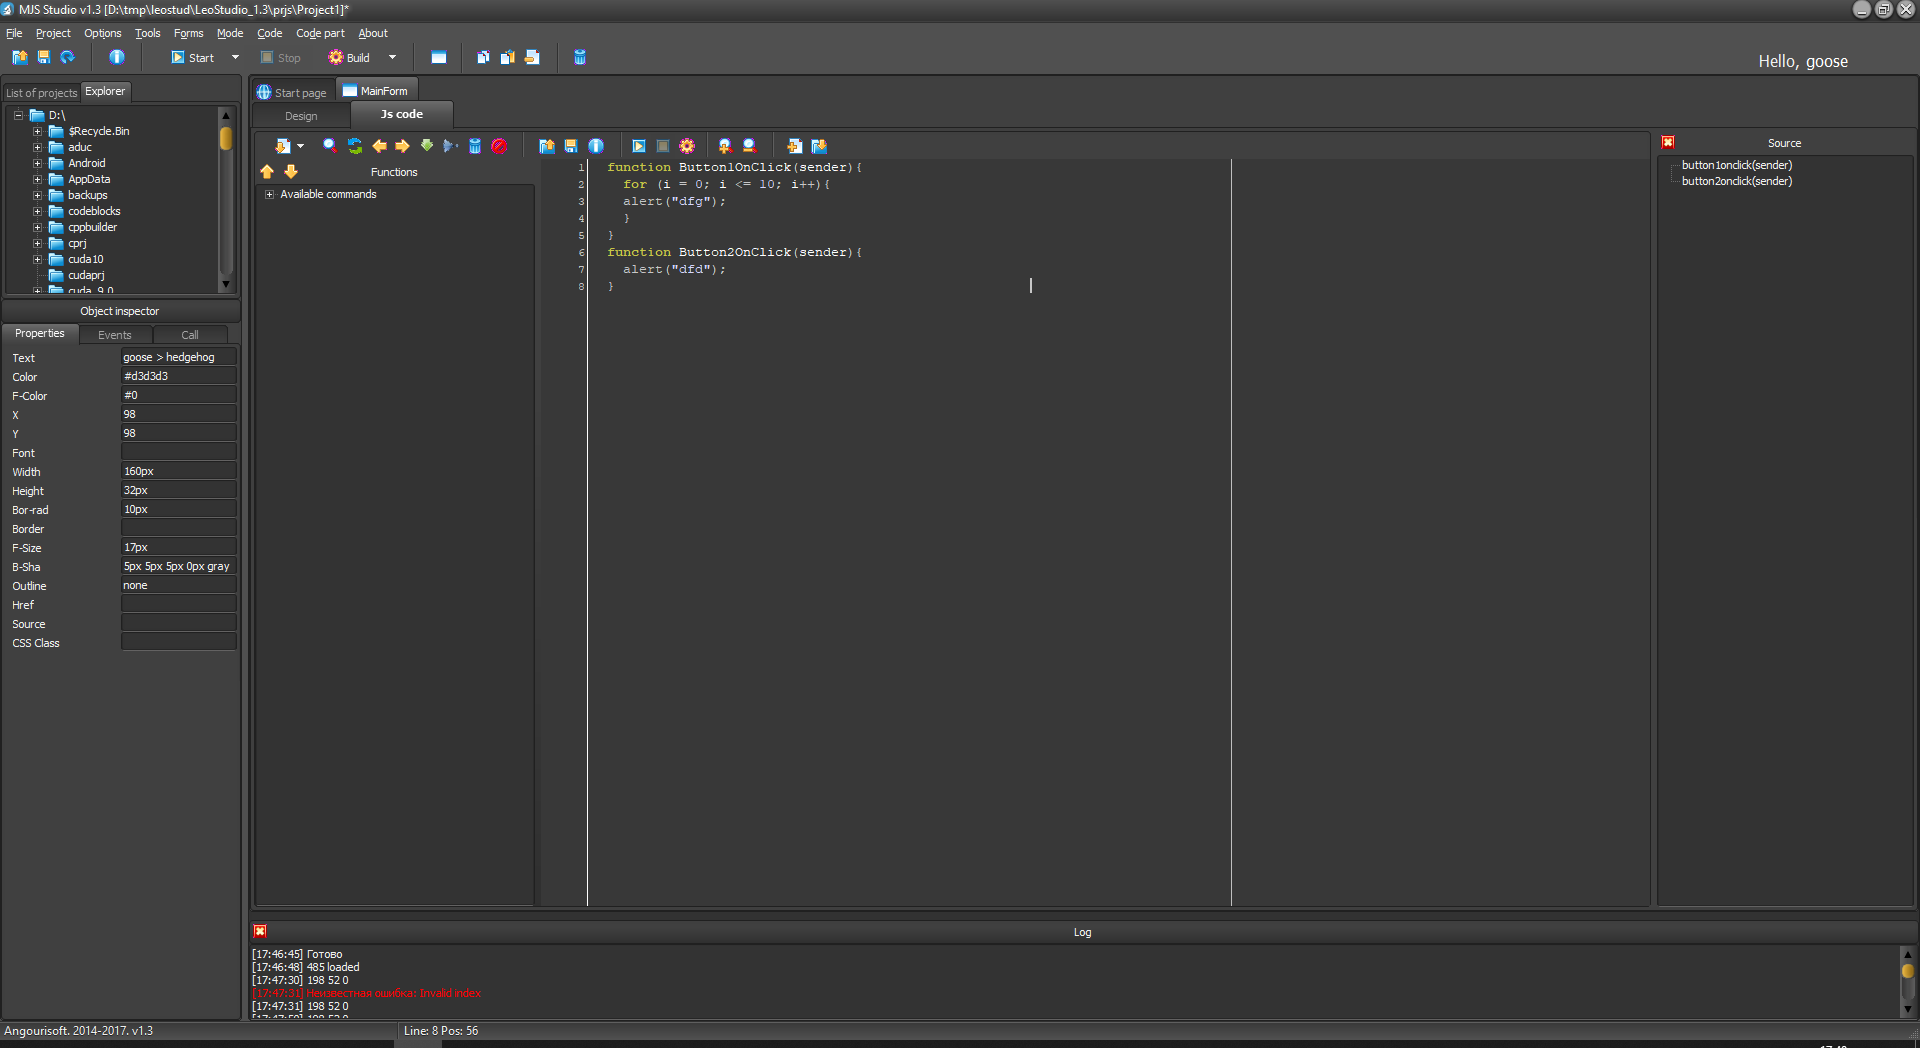 MJS Studio v1.3 [D:\tmp\leostud\LeoStudio_1.3\prjs\Project1]*
File Project Options Tools Forms Mode Code Code part About
Start Stop Build
Hello, goose
List of projects Explorer
D:\
$Recycle.Bin
aduc
Android
AppData
backups
codeblocks
cppbuilder
cprj
cuda10
cudaprj
cuda_9.0
Object inspector
Properties Events Call
Text goose > hedgehog
Color #d3d3d3
F-Color #0
X 98
Y 98
Font
Width 160px
Height 32px
Bor-rad 10px
Border
F-Size 17px
B-Sha 5px 5px 5px 0px gray
Outline none
Href
Source
CSS Class
Start page MainForm
Design Js code
Functions
Available commands
1 function Button1OnClick(sender){
2 for (i = 0; i <= 10; i++){
3 alert("dfg");
4 }
5 }
6 function Button2OnClick(sender){
7 alert("dfd");
8 }
Source
button1onclick(sender)
button2onclick(sender)
Log
[17:46:45] Готово
[17:46:48] 485 loaded
[17:47:30] 198 52 0
[17:47:31] Неизвестная ошибка: Invalid index
[17:47:31] 198 52 0
Angourisoft. 2014-2017. v1.3
Line: 8 Pos: 56